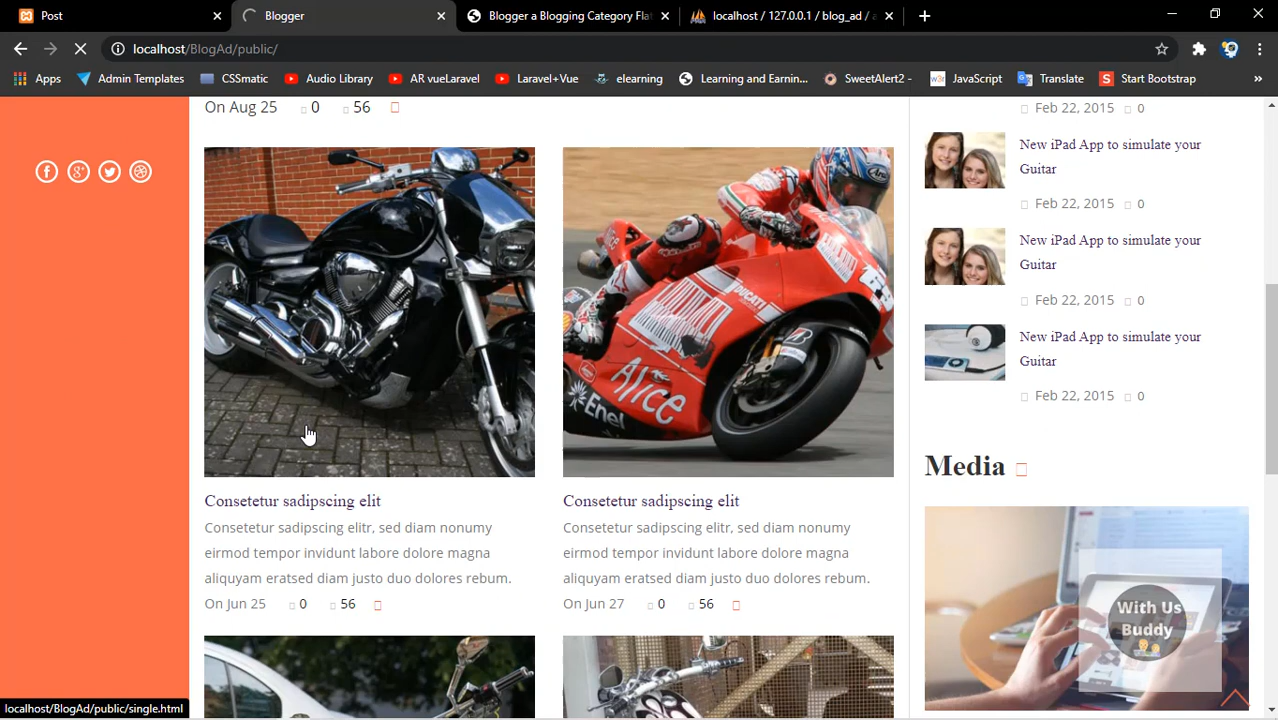 Post
Blogger
Blogger a Blogging Category Flat
localhost / 127.0.0.1 / blog_ad /
localhost/BlogAd/public/
Apps
Admin Templates
CSSmatic
Audio Library
AR vueLaravel
Laravel+Vue
elearning
Learning and Earnin...
SweetAlert2 -
JavaScript
Translate
Start Bootstrap
On Aug 25 0 56
Consetetur sadipscing elit
Consetetur sadipscing elitr, sed diam nonumy
eirmod tempor invidunt labore dolore magna
aliquyam eratsed diam justo duo dolores rebum.
On Jun 25 0 56
Alice
Enel
DUCATI
Consetetur sadipscing elit
Consetetur sadipscing elitr, sed diam nonumy
eirmod tempor invidunt labore dolore magna
aliquyam eratsed diam justo duo dolores rebum.
On Jun 27 0 56
Feb 22, 2015 0
New iPad App to simulate your
Guitar
Feb 22, 2015 0
New iPad App to simulate your
Guitar
Feb 22, 2015 0
New iPad App to simulate your
Guitar
Feb 22, 2015 0
Media
With Us
Buddy
localhost/BlogAd/public/single.html